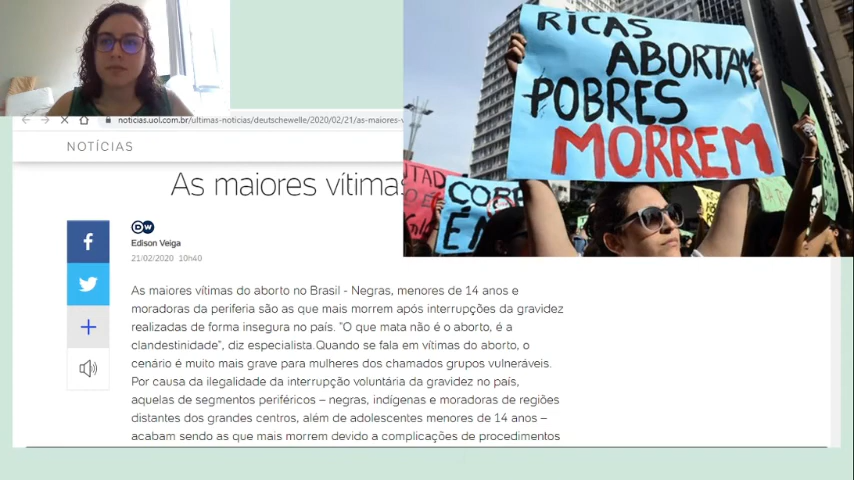 RICAS
ABORTAM
POBRES
MORREM
noticias.uol.com.br/ultimas-noticias/deutschewelle/2020/02/21/as-maiores-v
NOTÍCIAS
As maiores vítimas
DW
Edison Veiga
21/02/2020 10h40
As maiores vítimas do aborto no Brasil - Negras, menores de 14 anos e
moradoras da periferia são as que mais morrem após interrupções da gravidez
realizadas de forma insegura no país. "O que mata não é o aborto, é a
clandestinidade", diz especialista.Quando se fala em vítimas do aborto, o
cenário é muito mais grave para mulheres dos chamados grupos vulneráveis.
Por causa da ilegalidade da interrupção voluntária da gravidez no país,
aquelas de segmentos periféricos – negras, indígenas e moradoras de regiões
distantes dos grandes centros, além de adolescentes menores de 14 anos –
acabam sendo as que mais morrem devido a complicações de procedimentos